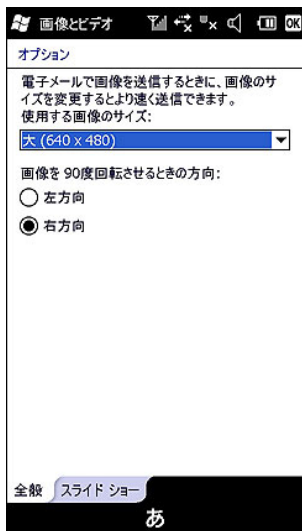 画像とビデオ
OK
オプション
電子メールで画像を送信するときに、画像のサ
イズを変更するとより速く送信できます。
使用する画像のサイズ:
大 (640 x 480)
画像を 90度回転させるときの方向:
左方向
右方向
全般 スライド ショー
あ